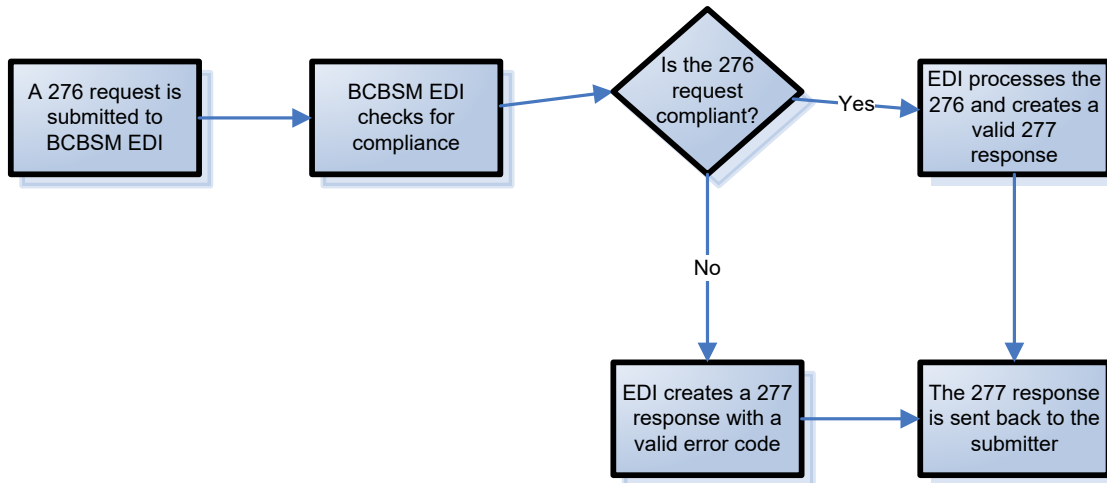 A 276 request is
submitted to
BCBSM EDI
BCBSM EDI
checks for
compliance
Is the 276
request
compliant?
Yes
EDI processes the
276 and creates a
valid 277
response
No
EDI creates a 277
response with a
valid error code
The 277 response
is sent back to the
submitter